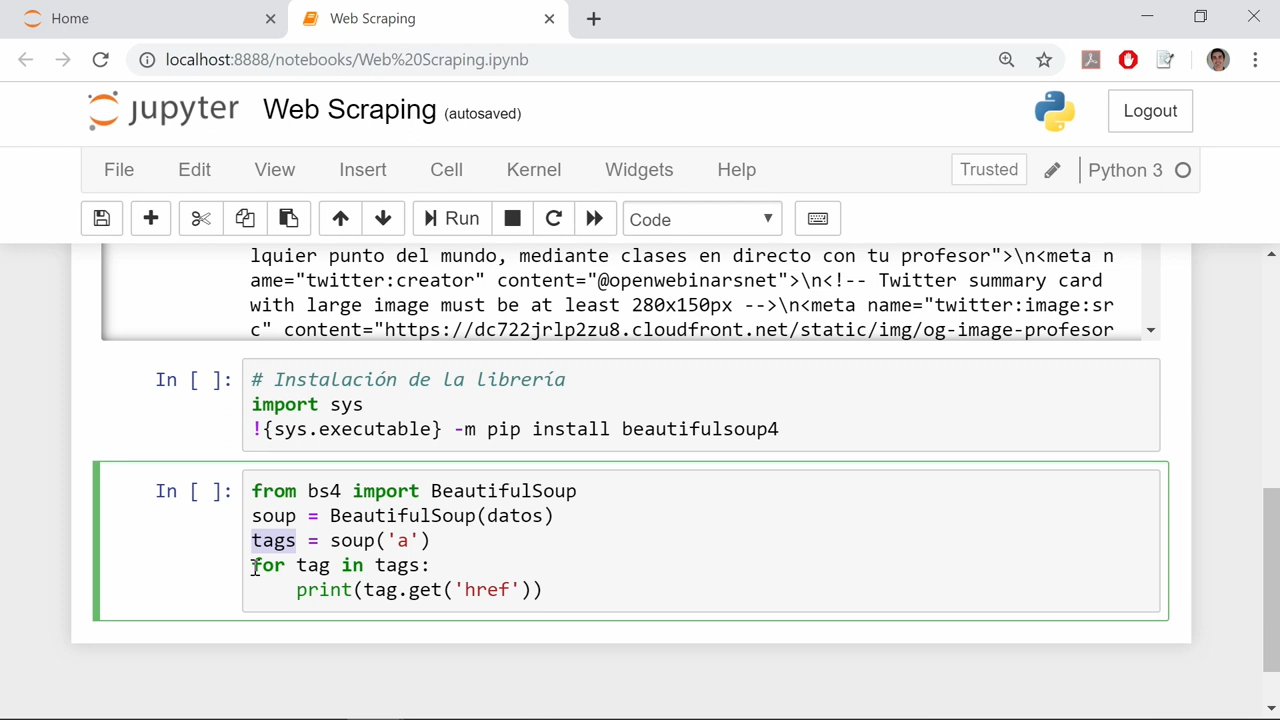 Home
Web Scraping
localhost:8888/notebooks/Web%20Scraping.ipynb
jupyter Web Scraping (autosaved)
Logout
File Edit View Insert Cell Kernel Widgets Help
Trusted
Python 3
Run
Code
lquier punto del mundo, mediante clases en directo con tu profesor">\n<meta n
ame="twitter:creator" content="@openwebinarsnet">\n<!-- Twitter summary card
with large image must be at least 280x150px -->\n<meta name="twitter:image:sr
c" content="https://dc722jrlp2zu8.cloudfront.net/static/img/og-image-profesor
In [ ]:
# Instalación de la librería
import sys
!{sys.executable} -m pip install beautifulsoup4
In [ ]:
from bs4 import BeautifulSoup
soup = BeautifulSoup(datos)
tags = soup('a')
for tag in tags:
    print(tag.get('href'))